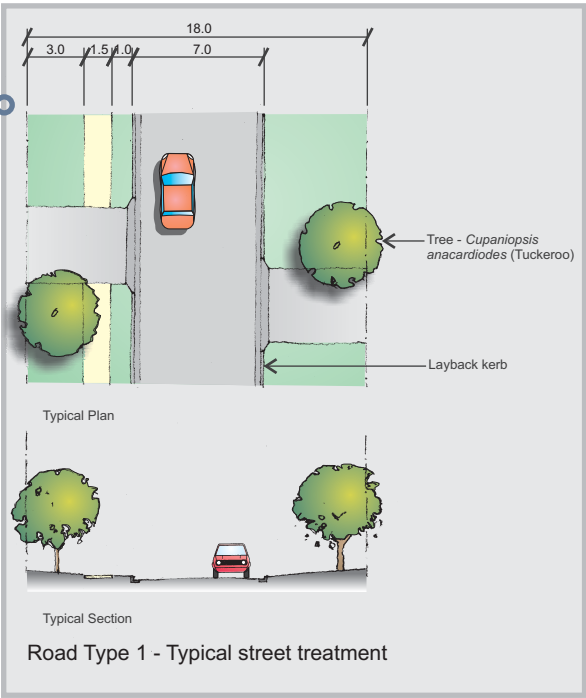 18.0
3.0 1.5 1.0 7.0
Tree - Cupaniopsis
anacardiodes (Tuckeroo)
Layback kerb
Typical Plan
Typical Section
Road Type 1 - Typical street treatment